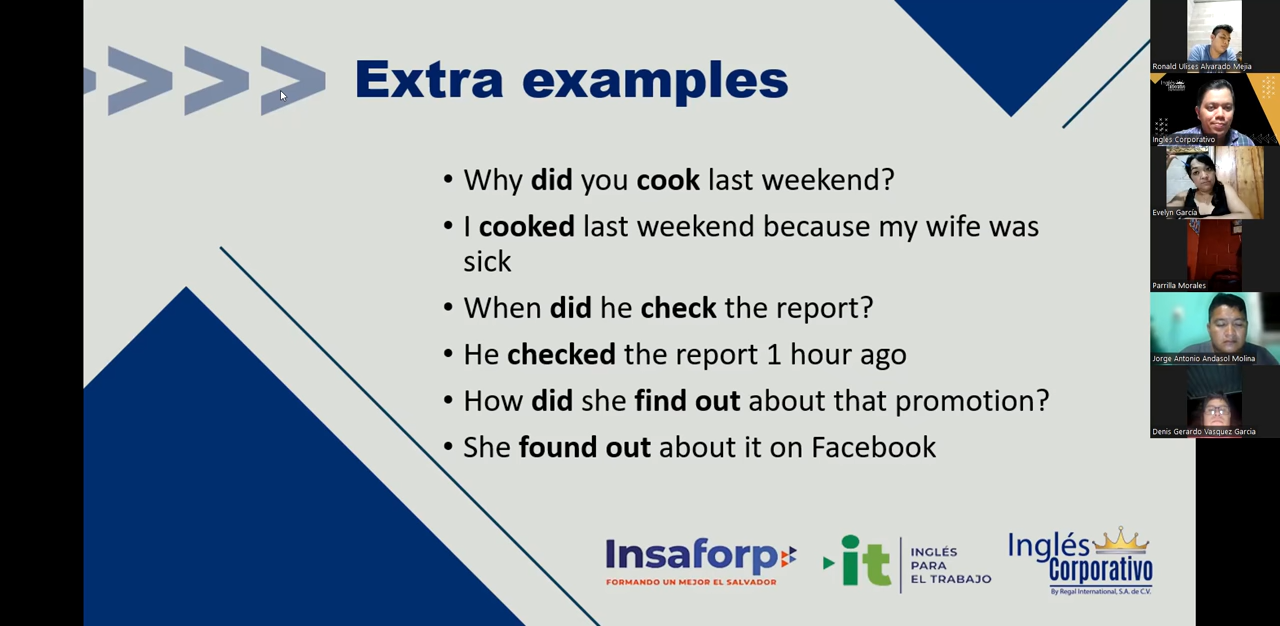 Extra examples
• Why did you cook last weekend?
• I cooked last weekend because my wife was
sick
• When did he check the report?
• He checked the report 1 hour ago
• How did she find out about that promotion?
• She found out about it on Facebook
Insaforp
FORMANDO UN MEJOR EL SALVADOR
it
INGLÉS
PARA
EL TRABAJO
Inglés
Corporativo
By Regal International, S.A. de C.V.
Ronald Ulises Alvarado Mejia
Inglés Corporativo
Evelyn García
Parrilla Morales
Jorge Antonio Andasol Molina
Denis Gerardo Vasquez Garcia